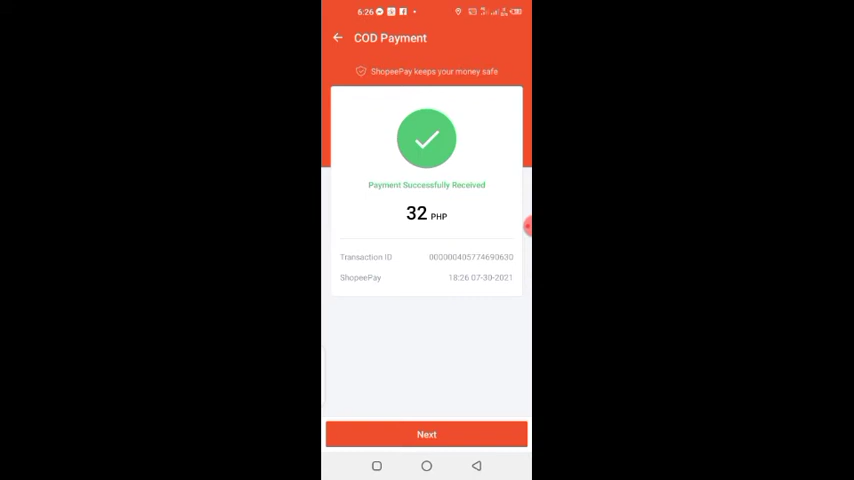 6:26
COD Payment
ShopeePay keeps your money safe
Payment Successfully Received
32 PHP
Transaction ID 000000405774690630
ShopeePay 18:26 07-30-2021
Next